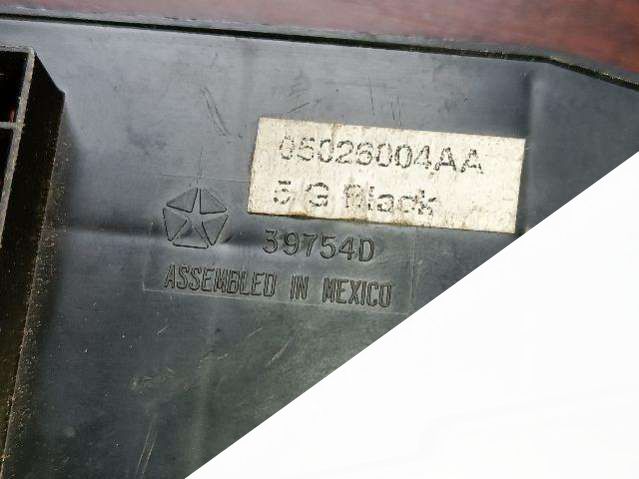 05026004AA
5 G Black
39754D
ASSEMBLED IN MEXICO